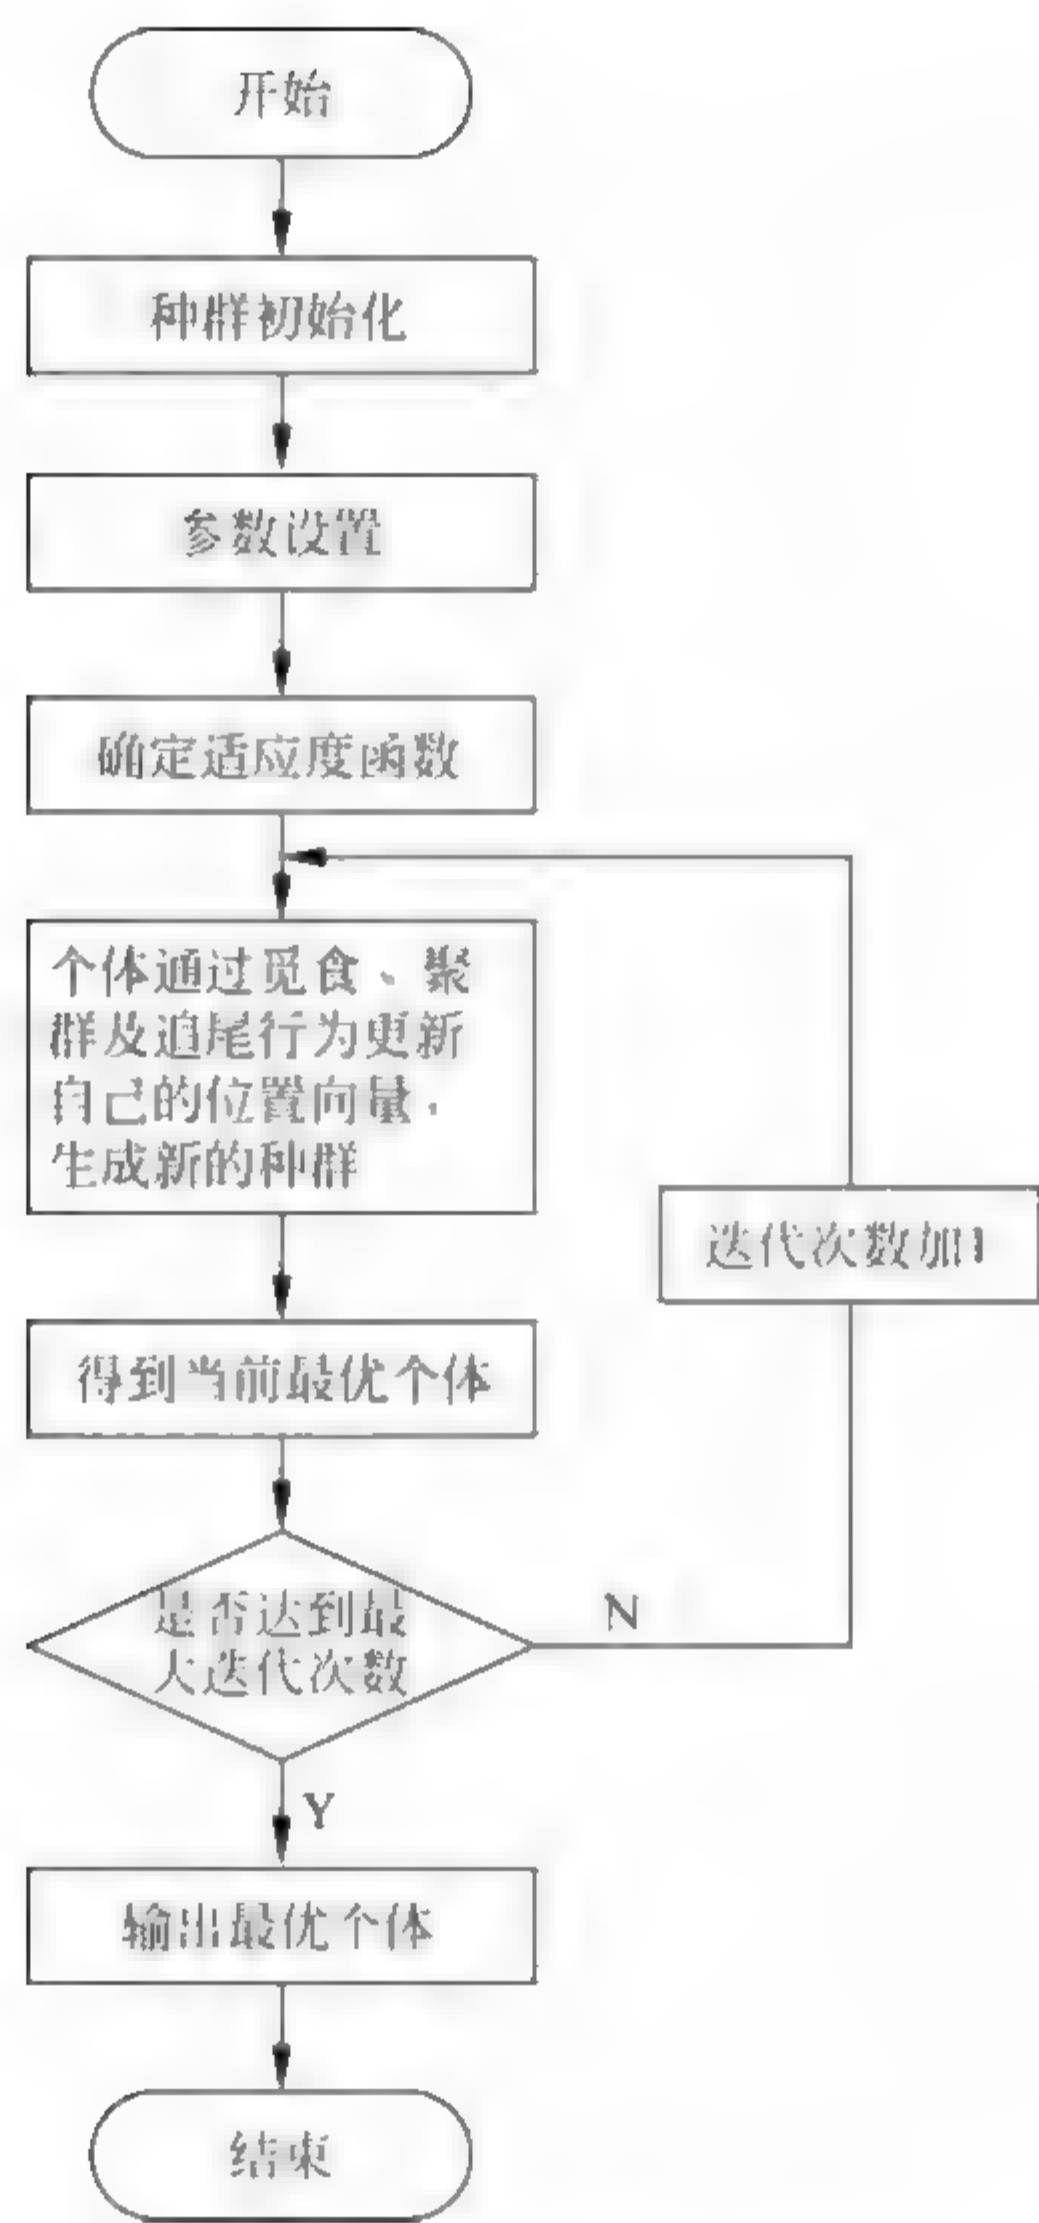 开始
种群初始化
参数设置
确定适应度函数
个体通过觅食、聚
群及追尾行为更新
自己的位置向量,
生成新的种群
迭代次数加1
得到当前最优个体
是否达到最
大迭代次数
N
Y
输出最优个体
结束